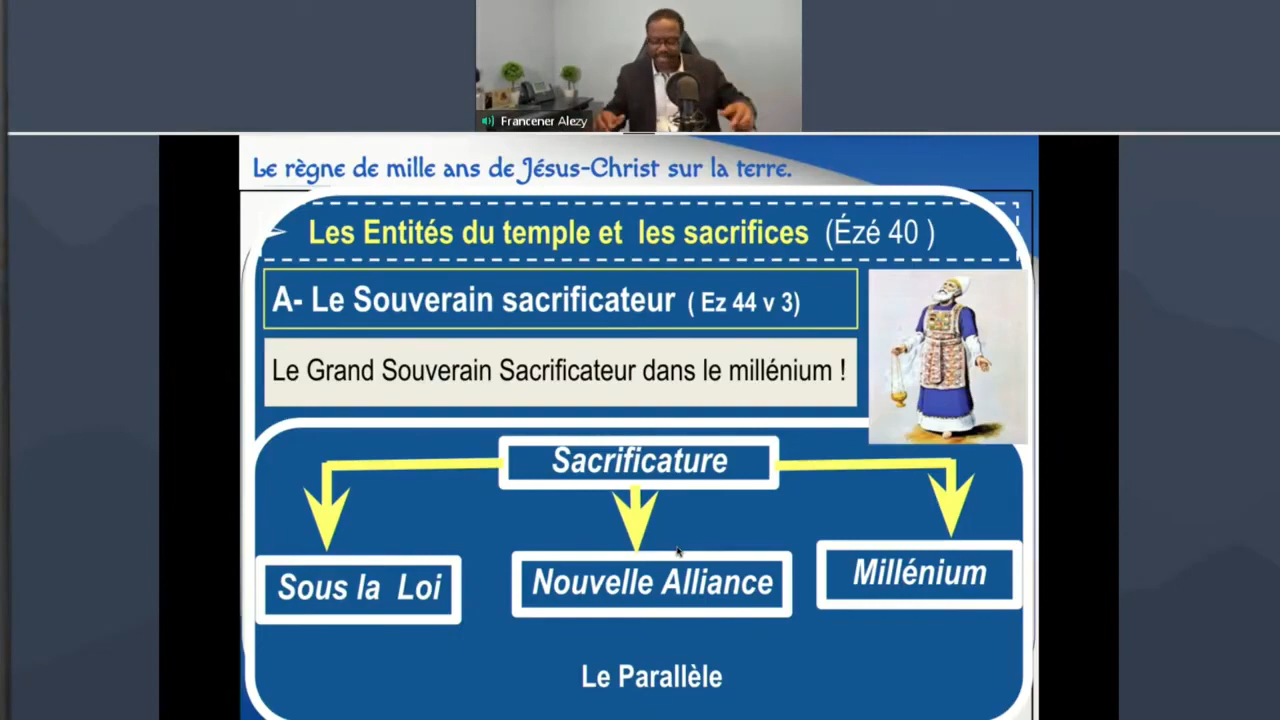 Francener Alezy
Le règne de mille ans de Jésus-Christ sur la terre.
Les Entités du temple et les sacrifices (Ézé 40 )
A- Le Souverain sacrificateur ( Ez 44 v 3)
Le Grand Souverain Sacrificateur dans le millénium !
Sacrificature
Sous la Loi
Nouvelle Alliance
Millénium
Le Parallèle